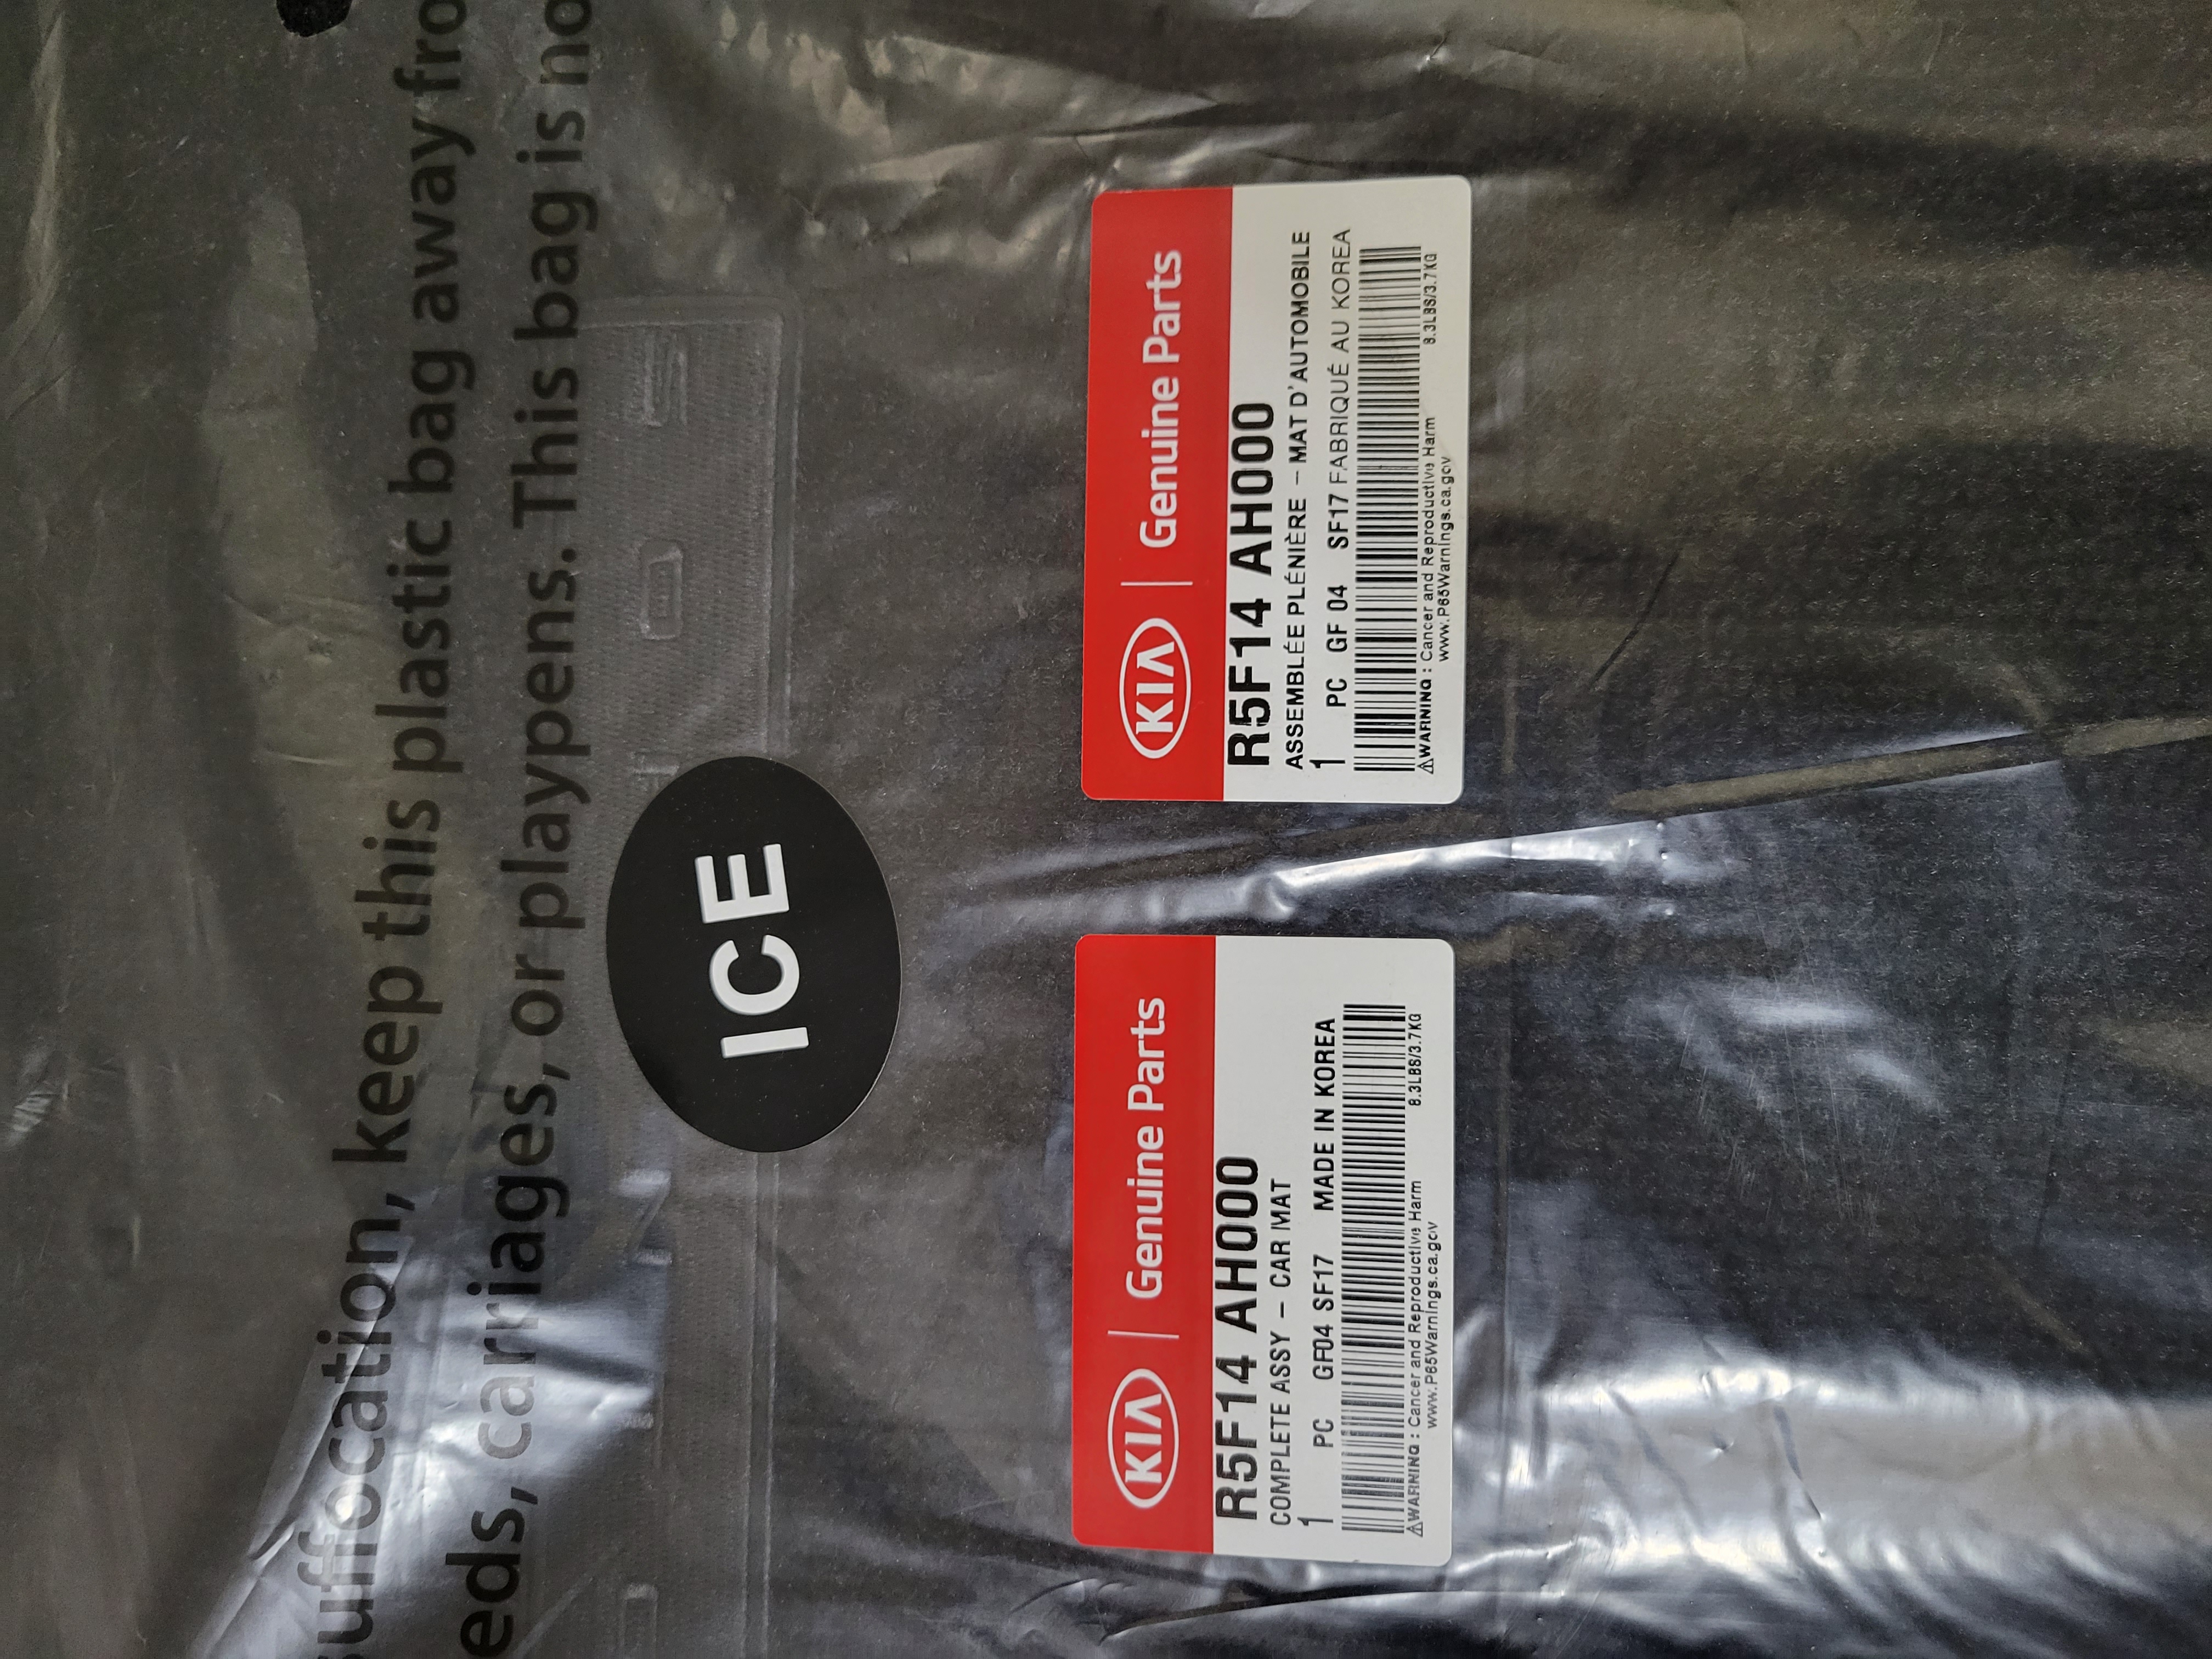 suffocation, keep this plastic bag away fro
eds, carriages, or playpens. This bag is no
ICE
KIA | Genuine Parts
R5F14 AH000
COMPLETE ASSY - CAR MAT
1 PC GF04 SF17 MADE IN KOREA
8.3LBS/3.7KG
⚠WARNING : Cancer and Reproductive Harm
www.P65Warnings.ca.gov
KIA | Genuine Parts
R5F14 AH000
ASSEMBLÉE PLÉNIÈRE - MAT D'AUTOMOBILE
1 PC GF 04 SF17 FABRIQUÉ AU KOREA
8.3LBS/3.7KG
⚠WARNING : Cancer and Reproductive Harm
www.P65Warnings.ca.gov